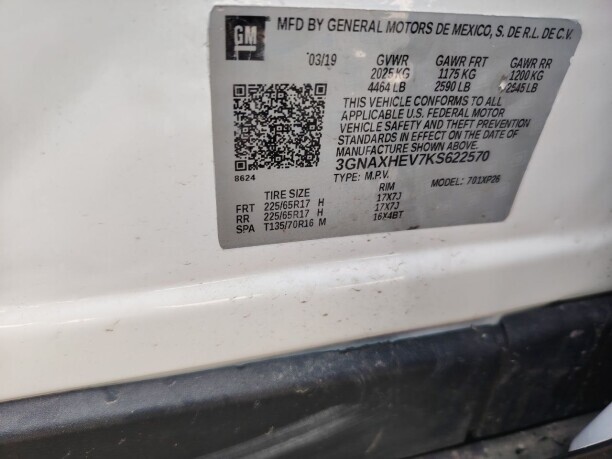 GM
MFD BY GENERAL MOTORS DE MEXICO, S. DE R.L. DE C.V.
03/19 GVWR GAWR FRT GAWR RR
2025 KG 1175 KG 1200 KG
4464 LB 2590 LB 2645 LB
THIS VEHICLE CONFORMS TO ALL
APPLICABLE U.S. FEDERAL MOTOR
VEHICLE SAFETY AND THEFT PREVENTION
STANDARDS IN EFFECT ON THE DATE OF
MANUFACTURE SHOWN ABOVE.
3GNAXHEV7KS622570
8624
TYPE: M.P.V. MODEL: 701XP26
TIRE SIZE RIM
FRT 225/65R17 H 17X7J
RR 225/65R17 H 17X7J
SPA T135/70R16 M 16X4BT